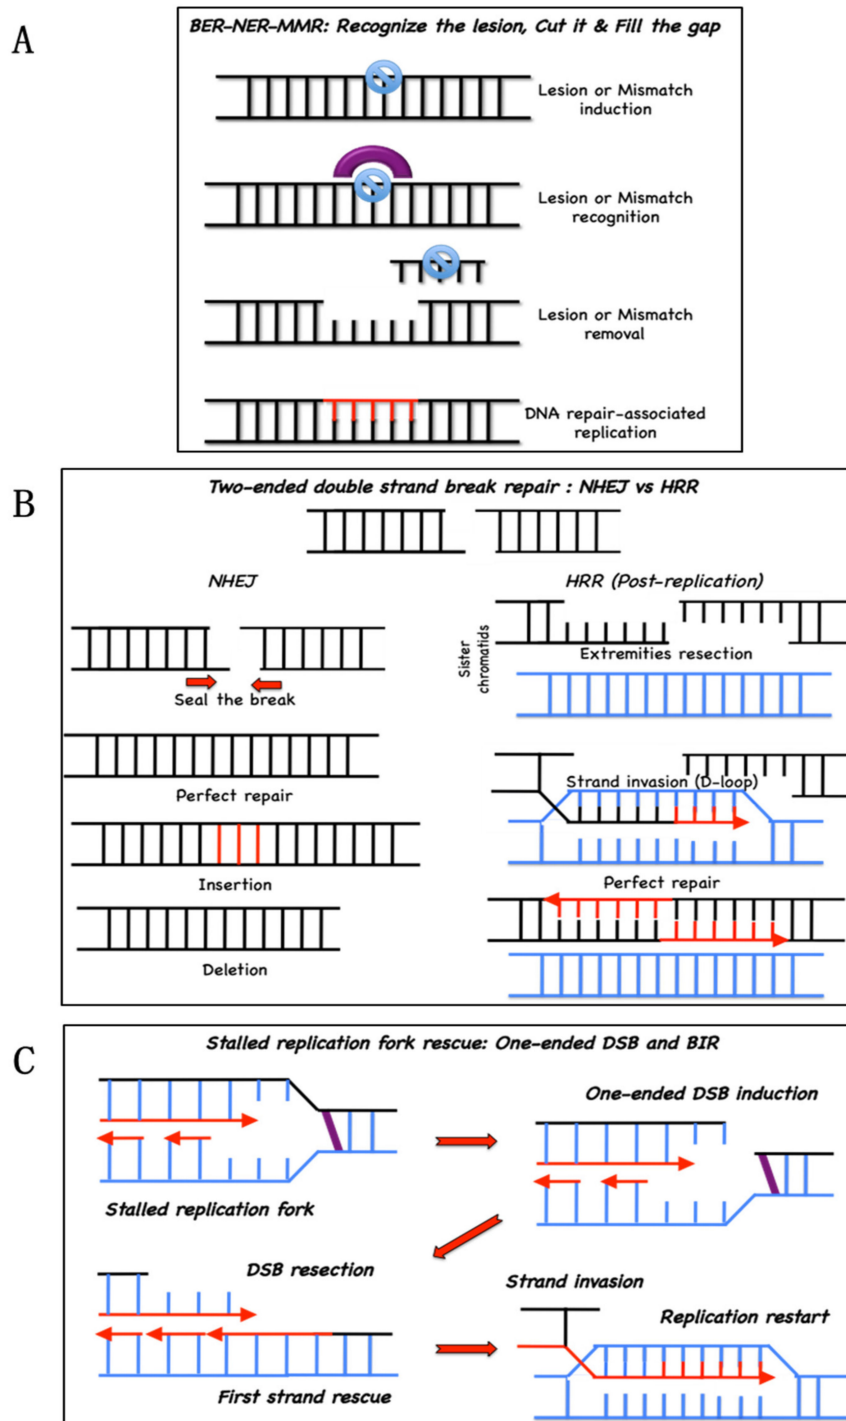 A
BER-NER-MMR: Recognize the lesion, Cut it & Fill the gap
Lesion or Mismatch
induction
Lesion or Mismatch
recognition
Lesion or Mismatch
removal
DNA repair-associated
replication
B
Two-ended double strand break repair : NHEJ vs HRR
NHEJ
Seal the break
Perfect repair
Insertion
Deletion
HRR (Post-replication)
Sister
chromatids
Extremities resection
Strand invasion (D-loop)
Perfect repair
C
Stalled replication fork rescue: One-ended DSB and BIR
Stalled replication fork
One-ended DSB induction
DSB resection
First strand rescue
Strand invasion
Replication restart